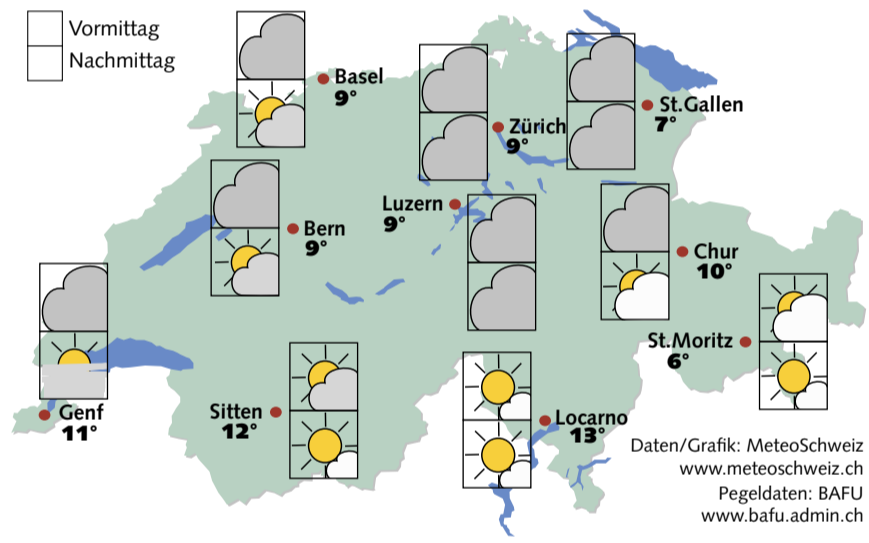 Vormittag
Nachmittag
Basel
9°
Zürich
9°
St.Gallen
7°
Luzern
9°
Bern
9°
Chur
10°
St.Moritz
6°
Genf
11°
Sitten
12°
Locarno
13°
Daten/Grafik: MeteoSchweiz
www.meteoschweiz.ch
Pegeldaten: BAFU
www.bafu.admin.ch